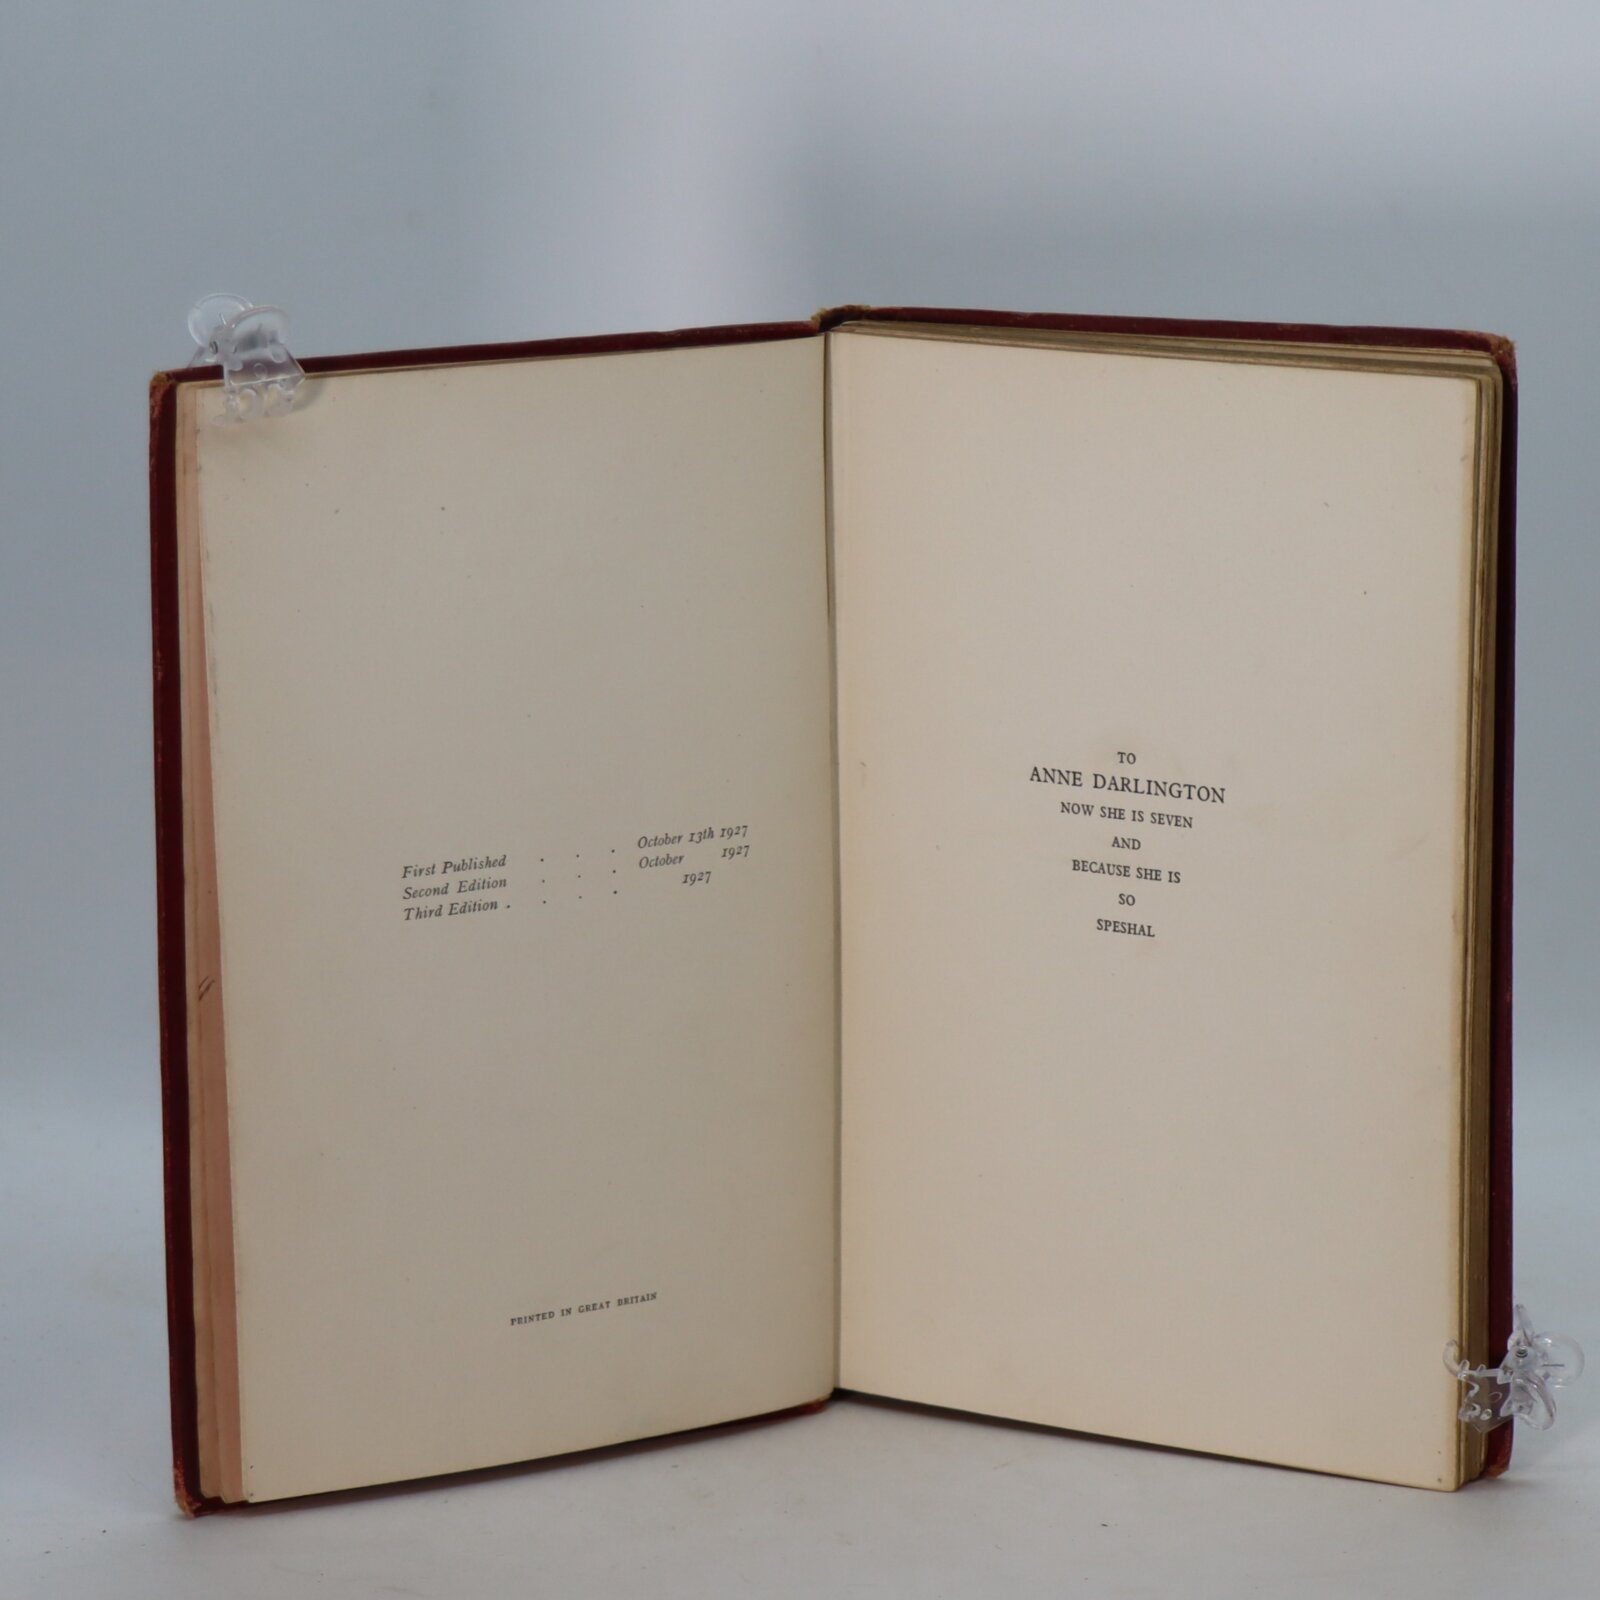 First Published . . . October 13th 1927
Second Edition . . . October 1927
Third Edition . . . . 1927
PRINTED IN GREAT BRITAIN
TO
ANNE DARLINGTON
NOW SHE IS SEVEN
AND
BECAUSE SHE IS
SO
SPESHAL